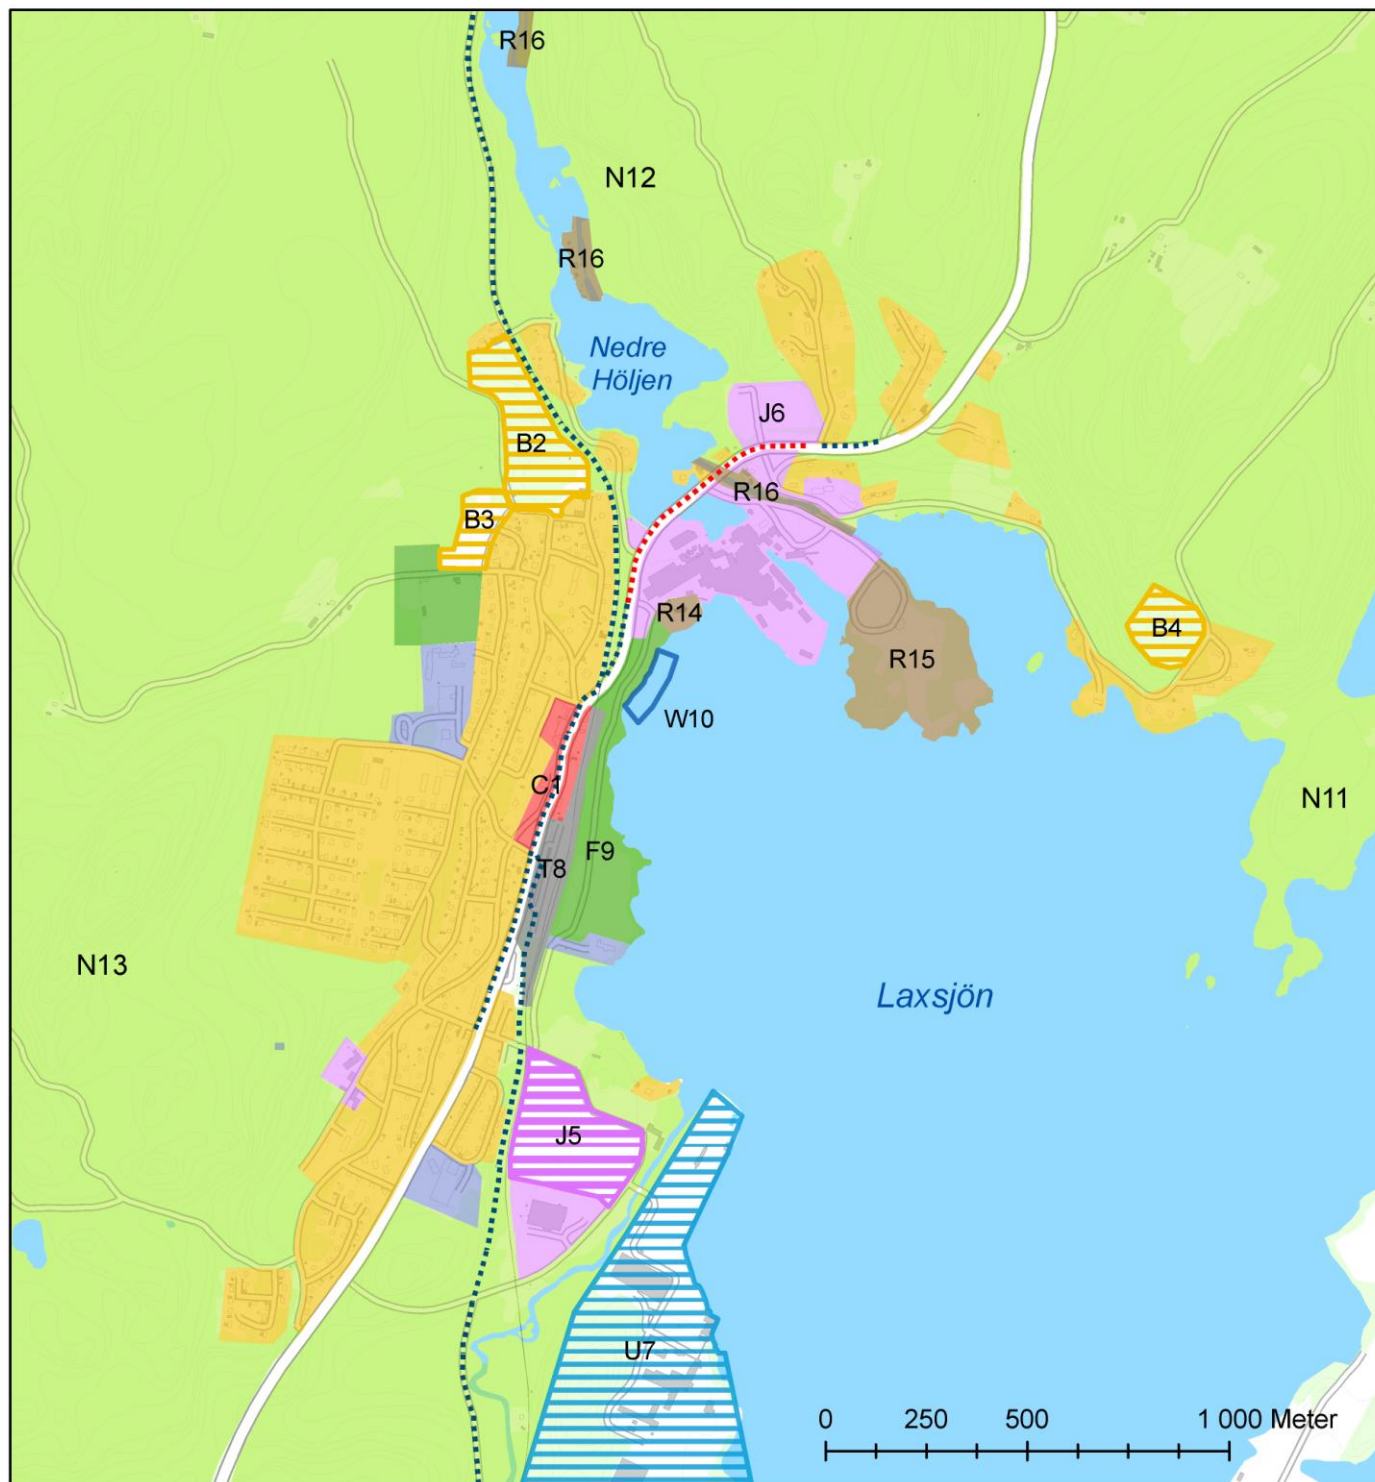 R16
N12
R16
Nedre
Höljen
J6
B2
R16
B3
R14
B4
R15
W10
C1
N11
F9
T8
N13
Laxsjön
J5
U7
0 250 500 1 000 Meter